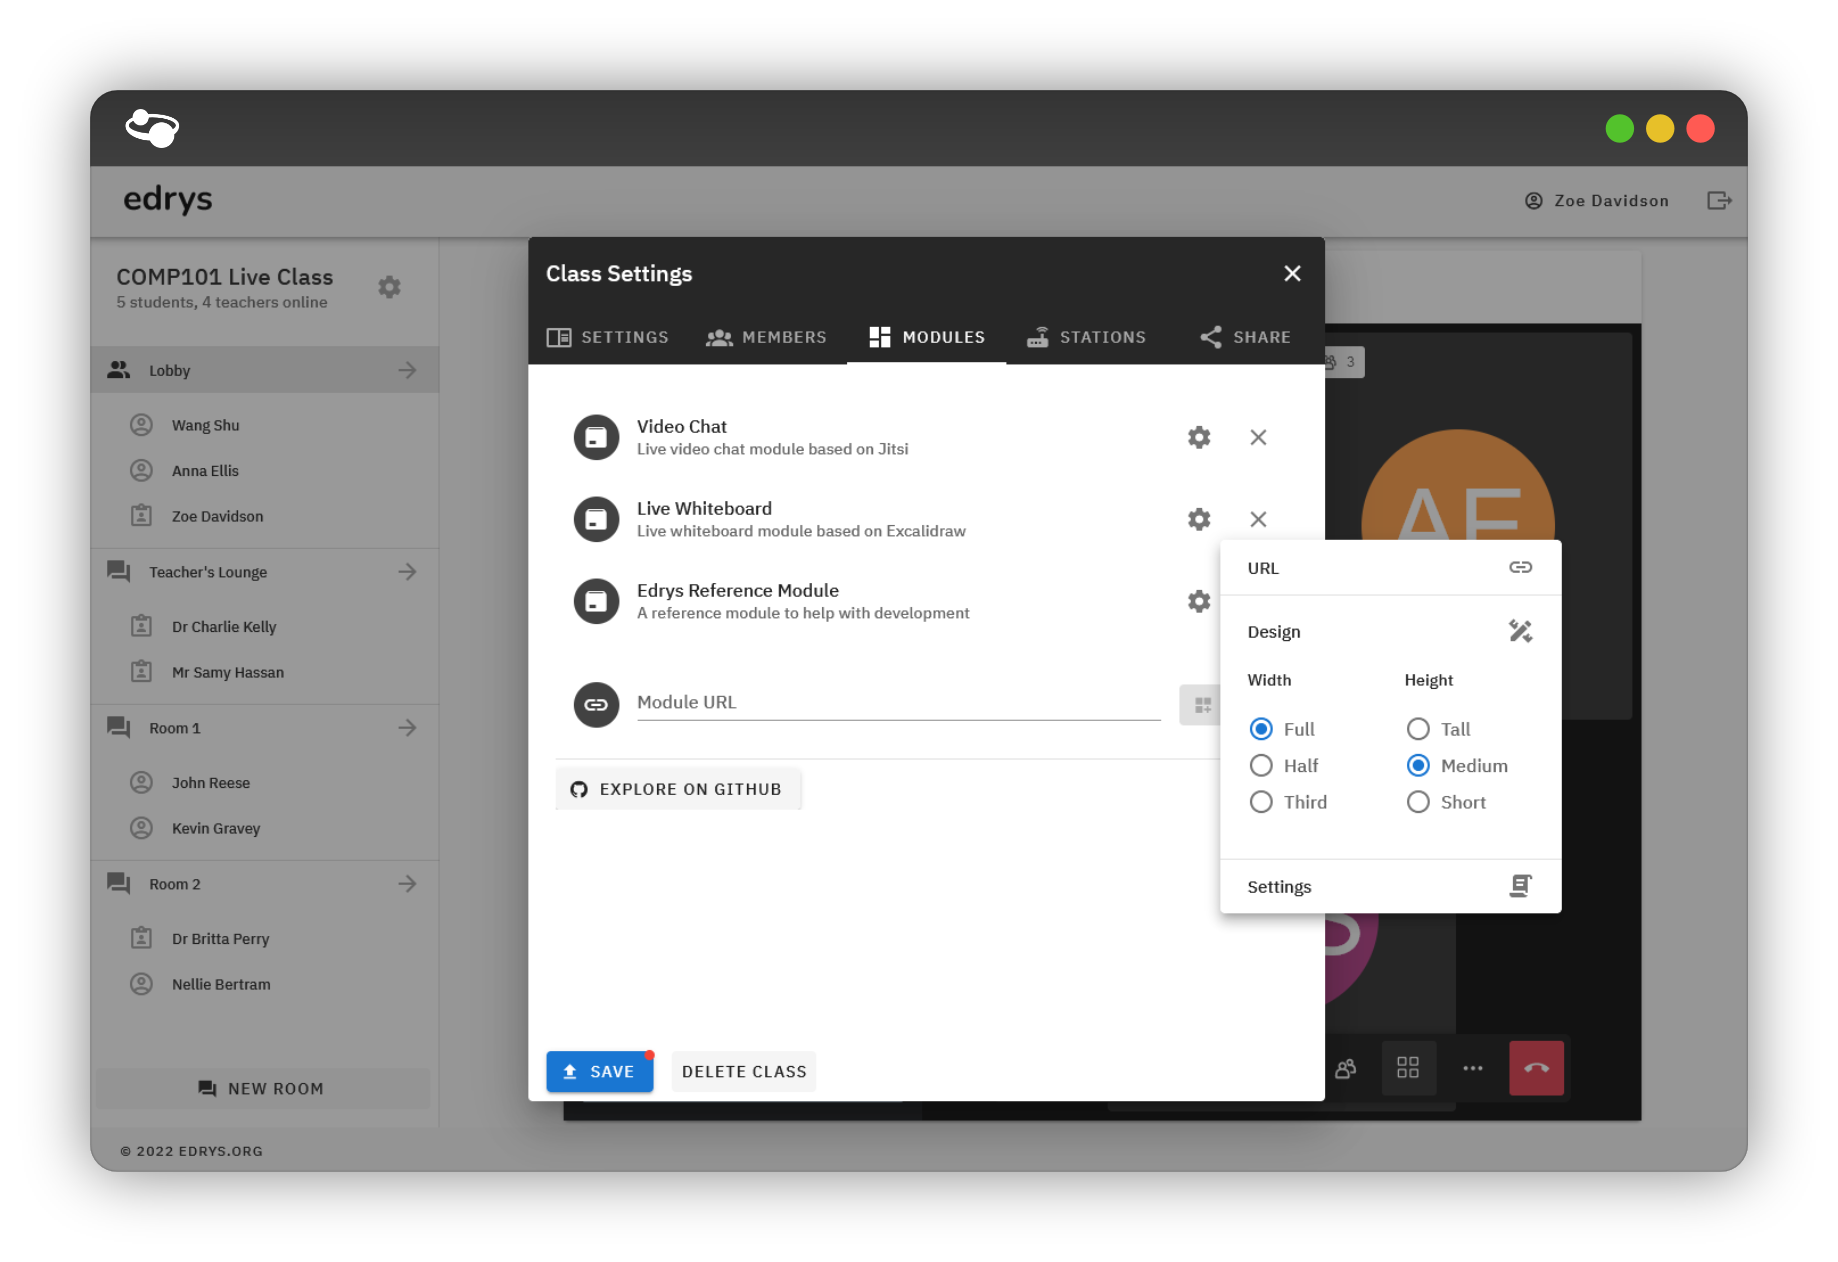 edrys
Zoe Davidson
COMP101 Live Class
5 students, 4 teachers online
Lobby
Wang Shu
Anna Ellis
Zoe Davidson
Teacher's Lounge
Dr Charlie Kelly
Mr Samy Hassan
Room 1
John Reese
Kevin Gravey
Room 2
Dr Britta Perry
Nellie Bertram
NEW ROOM
© 2022 EDRYS.ORG
Class Settings
SETTINGS MEMBERS MODULES STATIONS SHARE
Video Chat
Live video chat module based on Jitsi
Live Whiteboard
Live whiteboard module based on Excalidraw
Edrys Reference Module
A reference module to help with development
Module URL
EXPLORE ON GITHUB
SAVE DELETE CLASS
3
AE
URL
Design
Width Height
Full Tall
Half Medium
Third Short
Settings
S